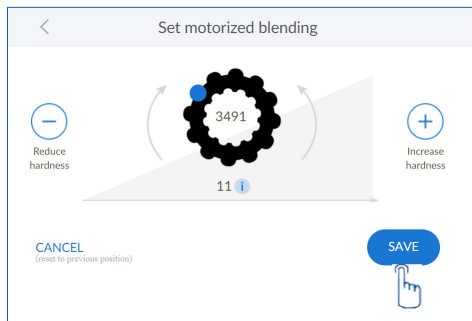 Set motorized blending
3491
Reduce
hardness
Increase
hardness
11 i
CANCEL
(reset to previous position)
SAVE